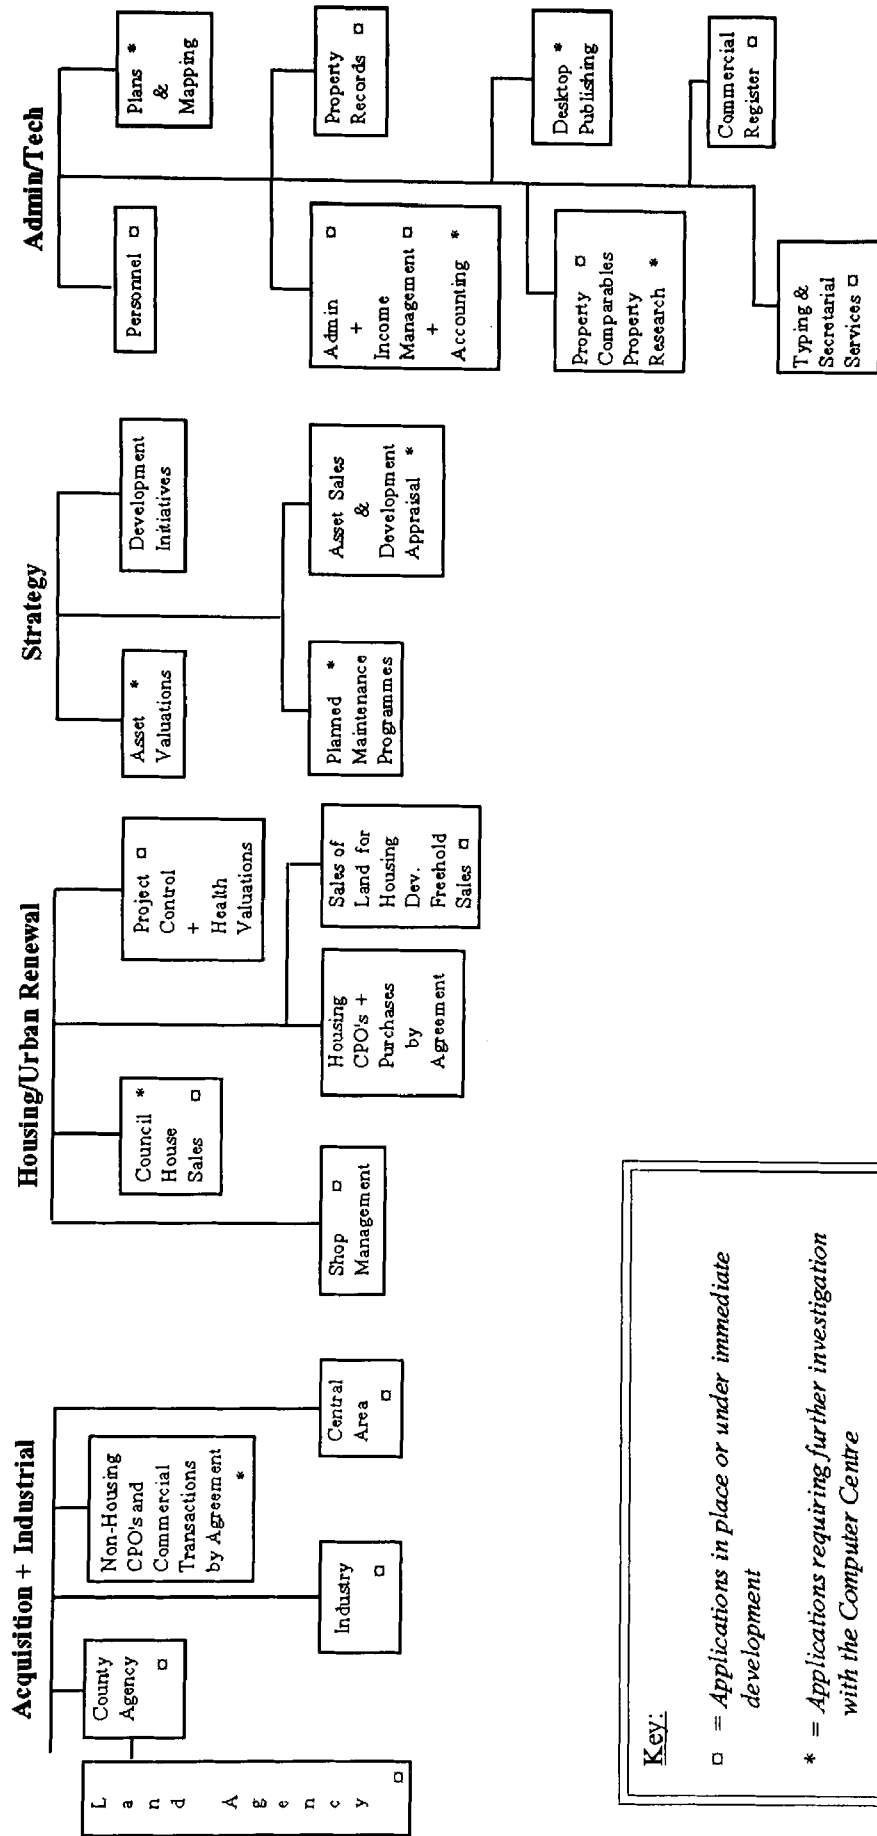 Acquisition + Industrial
L a n d A g e n c y ¤
County
Agency ¤
Non-Housing
CPO's and
Commercial
Transactions
by Agreement
*
Industry
¤
Central
Area ¤
Housing/Urban Renewal
Council *
House
Sales ¤
Project ¤
Control
+
Health
Valuations
Shop ¤
Management
Housing
CPO's +
Purchases
by
Agreement
Sales of
Land for
Housing
Dev.
Freehold
Sales ¤
Strategy
Asset *
Valuations
Development
Initiatives
Planned *
Maintenance
Programmes
Asset Sales
&
Development
Appraisal *
Admin/Tech
Personnel ¤
Plans *
&
Mapping
Admin ¤
+
Income
Management ¤
+
Accounting *
Property
Records ¤
Property ¤
Comparables
Property
Research *
Desktop *
Publishing
Typing &
Secretarial
Services ¤
Commercial
Register ¤
Key:
¤ = Applications in place or under immediate
development
* = Applications requiring further investigation
with the Computer Centre